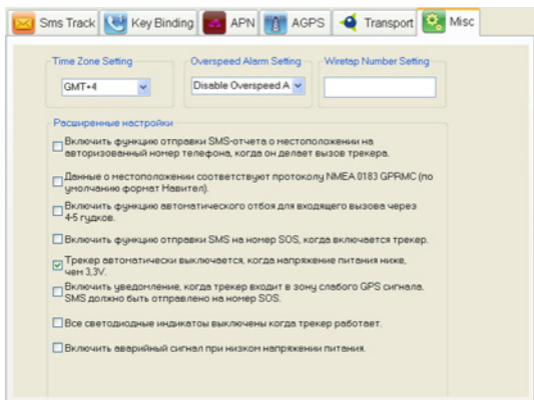 Sms Track Key Binding APN AGPS Transport Misc
Time Zone Setting Overspeed Alarm Setting Wiretap Number Setting
GMT+4 Disable Overspeed A
Расширенные настройки
Включить функцию отправки SMS-отчета о местоположении на
авторизованный номер телефона, когда он делает вызов трекера.
Данные о местоположении соответствуют протоколу NMEA 0183 GPRMC (по
умолчанию формат Навител).
Включить функцию автоматического отбоя для входящего вызова через
4-5 гудков.
Включить функцию отправки SMS на номер SOS, когда включается трекер.
Трекер автоматически выключается, когда напряжение питания ниже,
чем 3,3V.
Включить уведомление, когда трекер входит в зону слабого GPS сигнала.
SMS должно быть отправлено на номер SOS.
Все светодиодные индикатоы выключены когда трекер работает.
Включить аварийный сигнал при низком напряжении питания.